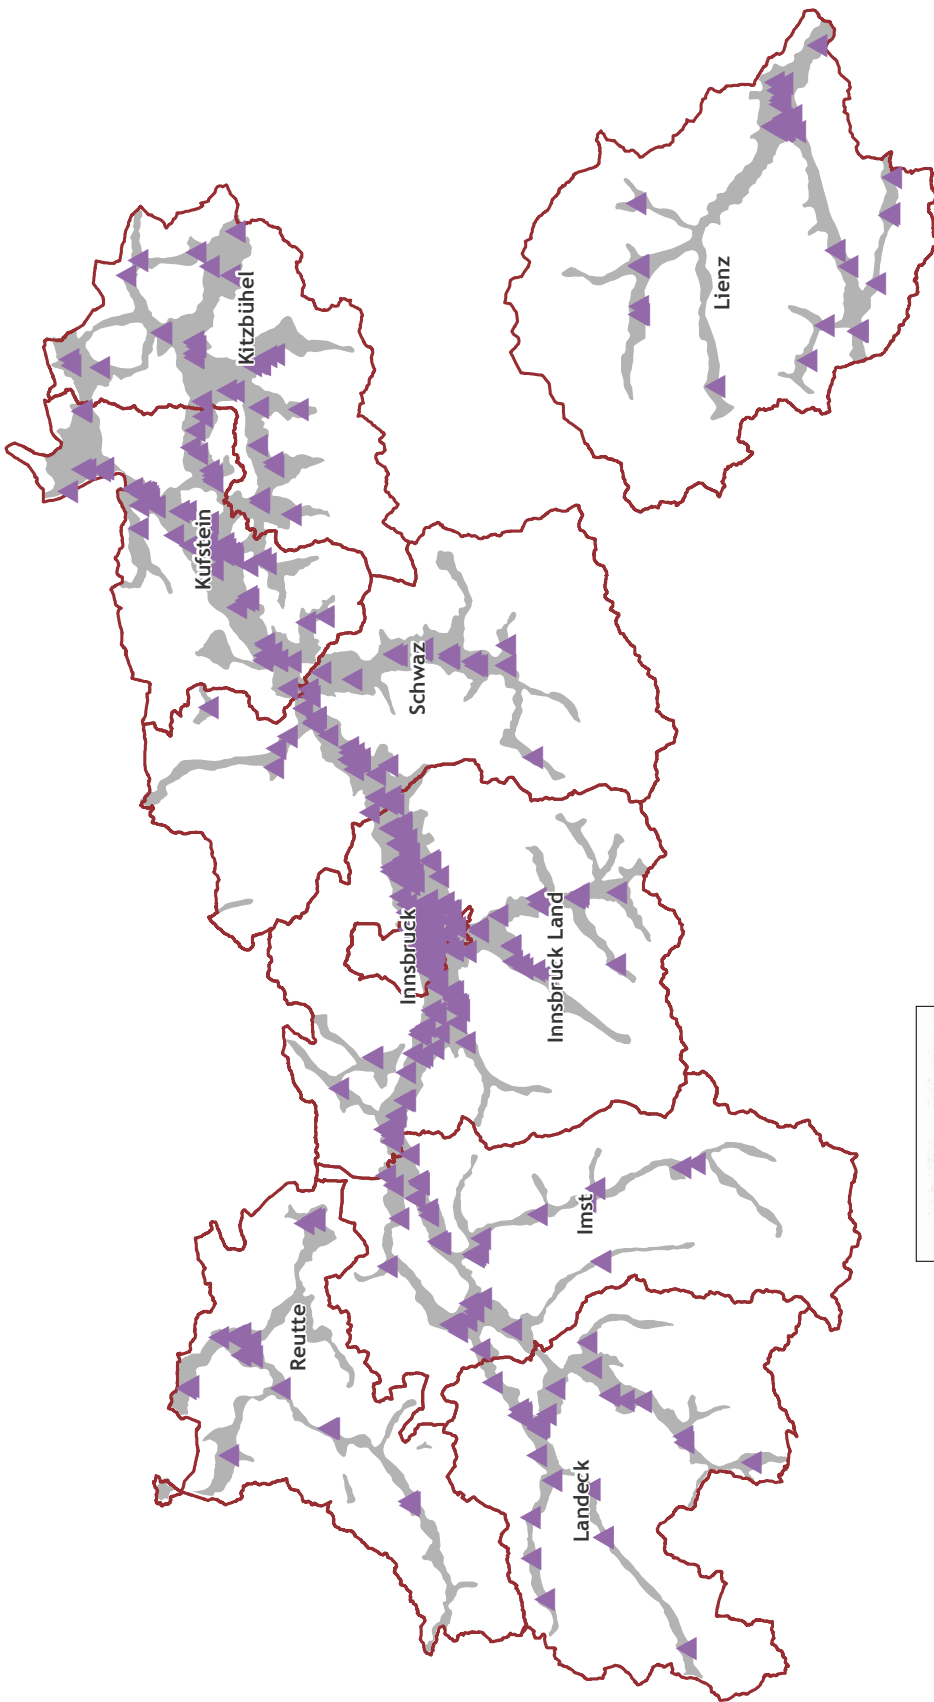 Lienz
Kitzbühel
Kufstein
Schwaz
Innsbruck
Innsbruck Land
Imst
Reutte
Landeck